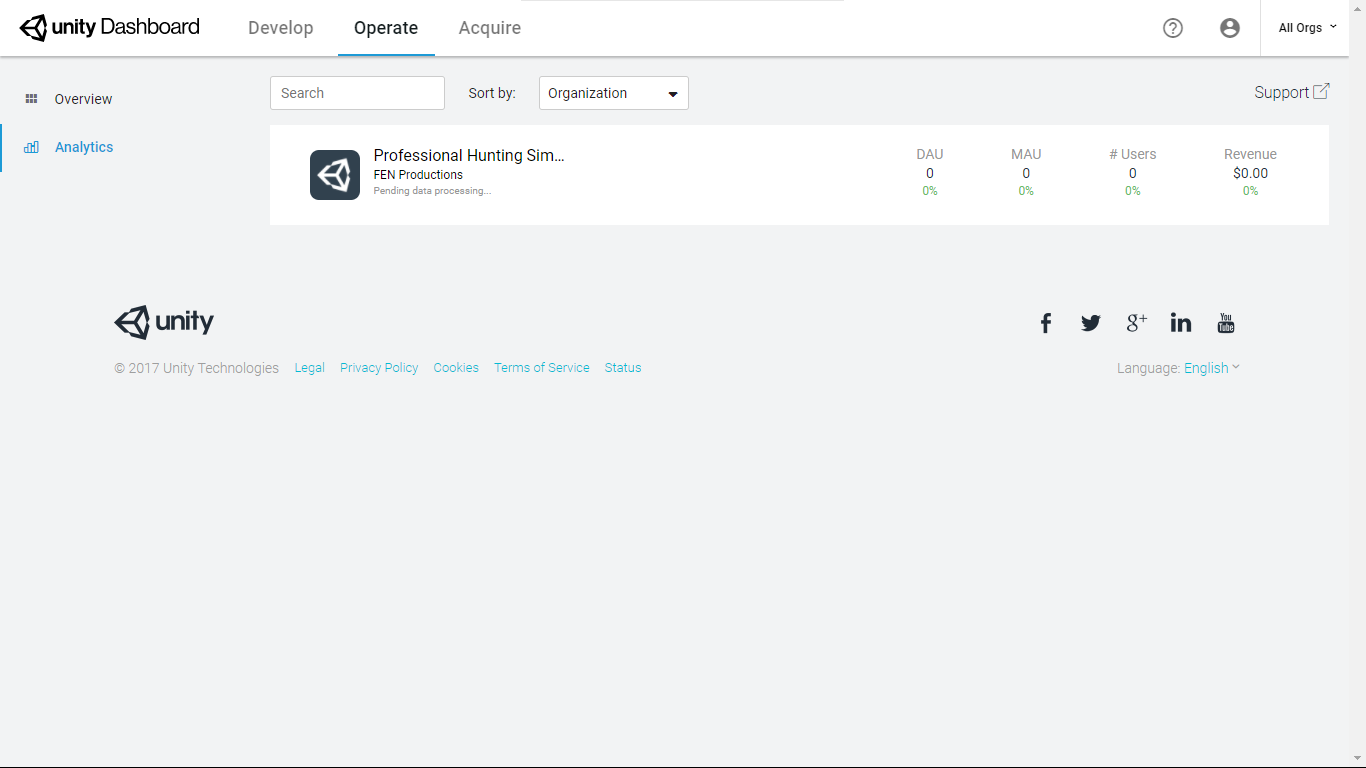 unity Dashboard Develop Operate Acquire All Orgs
Overview
Analytics
Search Sort by: Organization Support
Professional Hunting Sim...
FEN Productions
Pending data processing...
DAU MAU # Users Revenue
0 0 0 $0.00
0% 0% 0% 0%
unity
f g+ in You Tube
© 2017 Unity Technologies Legal Privacy Policy Cookies Terms of Service Status Language: English